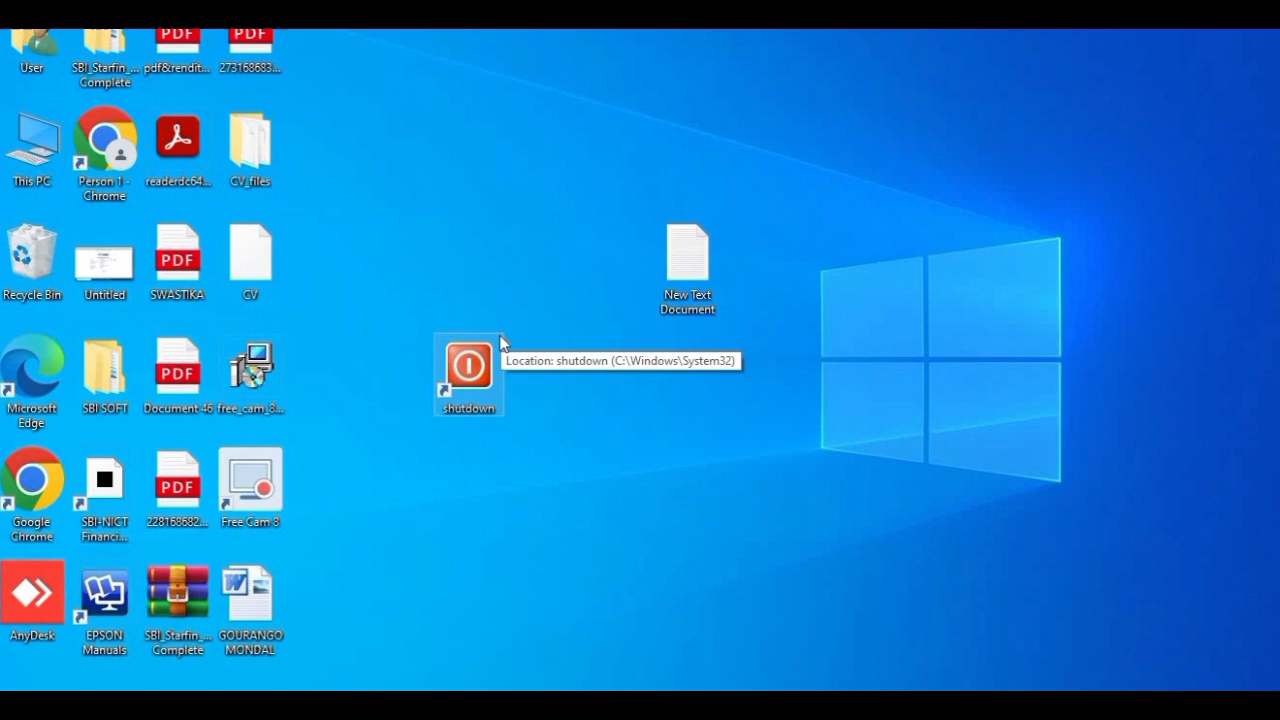 User
SBI_Starfin_...
Complete
PDF
pdf&rendit...
PDF
273168683...
This PC
Person 1 -
Chrome
readerdc64...
CV_files
Recycle Bin
Untitled
PDF
SWASTIKA
CV
New Text
Document
Microsoft
Edge
SBI SOFT
PDF
Document 46
free_cam_8...
shutdown
Location: shutdown (C:\Windows\System32)
Google
Chrome
SBI-NICT
Financi...
PDF
228168682...
Free Cam 8
AnyDesk
EPSON
Manuals
SBI_Starfin_...
Complete
W
GOURANGO
MONDAL